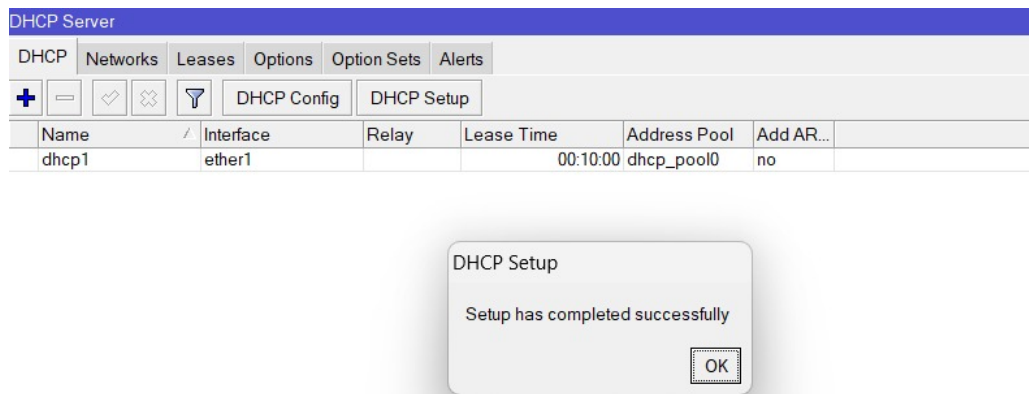 DHCP Server
DHCP Networks Leases Options Option Sets Alerts
DHCP Config DHCP Setup
Name Interface Relay Lease Time Address Pool Add AR...
dhcp1 ether1 00:10:00 dhcp_pool0 no
DHCP Setup
Setup has completed successfully
OK